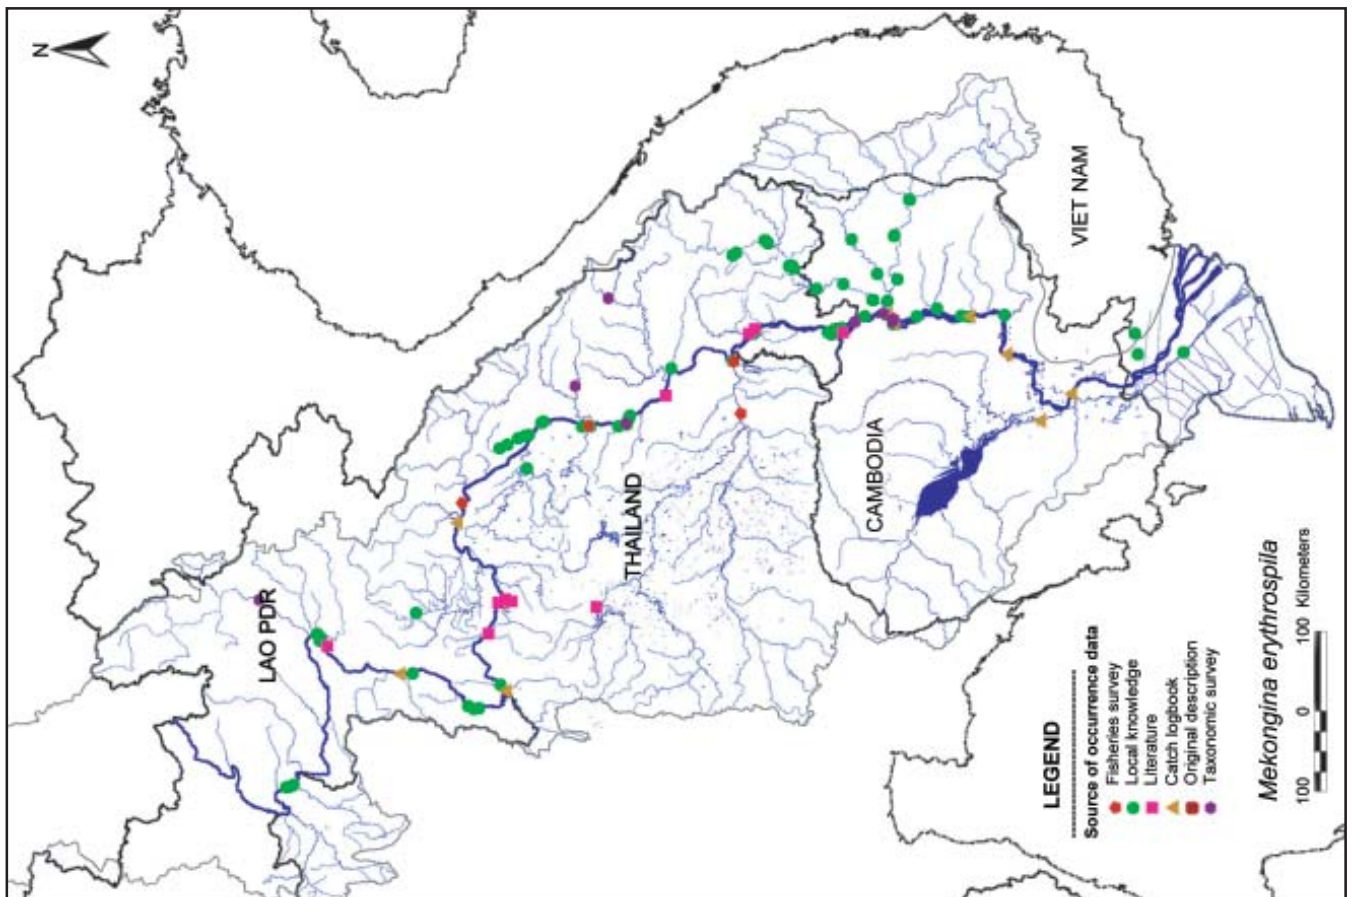 N
LAO PDR
THAILAND
CAMBODIA
VIET NAM
LEGEND
Source of occurrence data
Fisheries survey
Local knowledge
Literature
Catch logbook
Original description
Taxonomic survey
Mekongina erythrospila
100 0 100 Kilometers